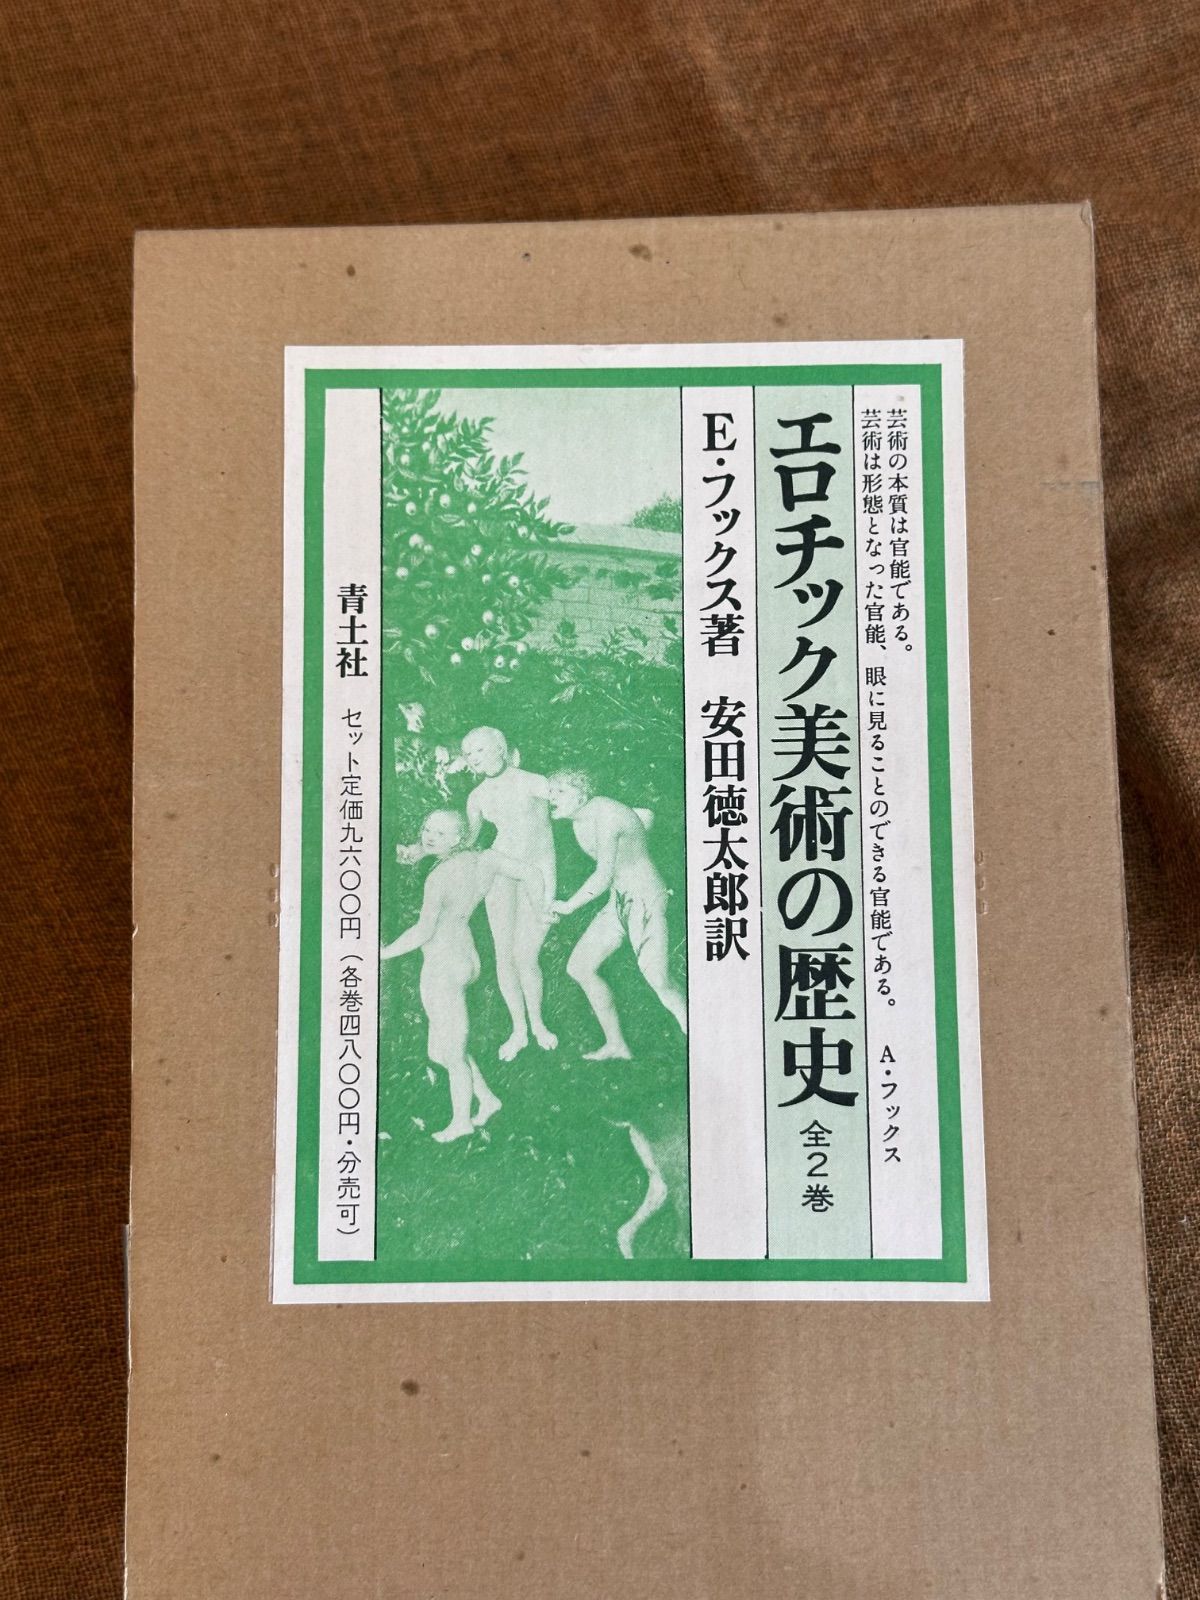 芸術の本質は官能である。
芸術は形態となった官能、眼に見ることのできる官能である。 A・フックス
エロチック美術の歴史 全2巻
E・フックス著 安田徳太郎訳
青土社 セット定価九六〇〇円(各巻四八〇〇円・分売可)